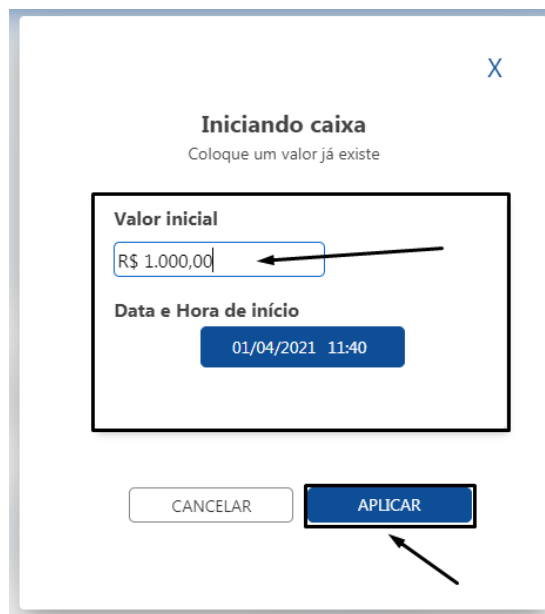 X
Iniciando caixa
Coloque um valor já existe
Valor inicial
R$ 1.000,00
Data e Hora de início
01/04/2021 11:40
CANCELAR APLICAR